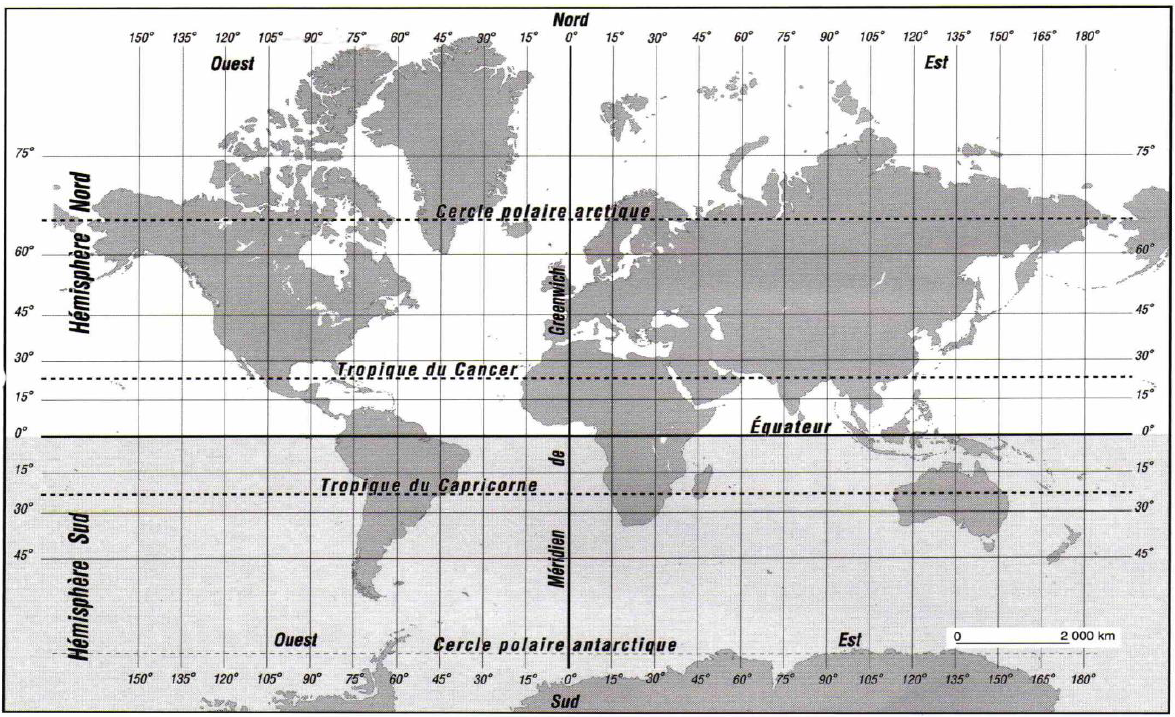 Nord
150° 135° 120° 105° 90° 75° 60° 45° 30° 15° 0° 15° 30° 45° 60° 75° 90° 105° 120° 135° 150° 165° 180°
Ouest Est
75° 75°
Hémisphère Nord
Cercle polaire arctique
60° 60°
45° 45°
30° 30°
Tropique du Cancer
15° 15°
Équateur
0° 0°
15° 15°
Tropique du Capricorne
30° 30°
Hémisphère Sud
45° 45°
Méridien de Greenwich
Ouest Est
0 2 000 km
Cercle polaire antarctique
150° 135° 120° 105° 90° 75° 60° 45° 30° 15° 0° 15° 30° 45° 60° 75° 90° 105° 120° 135° 150° 165° 180°
Sud